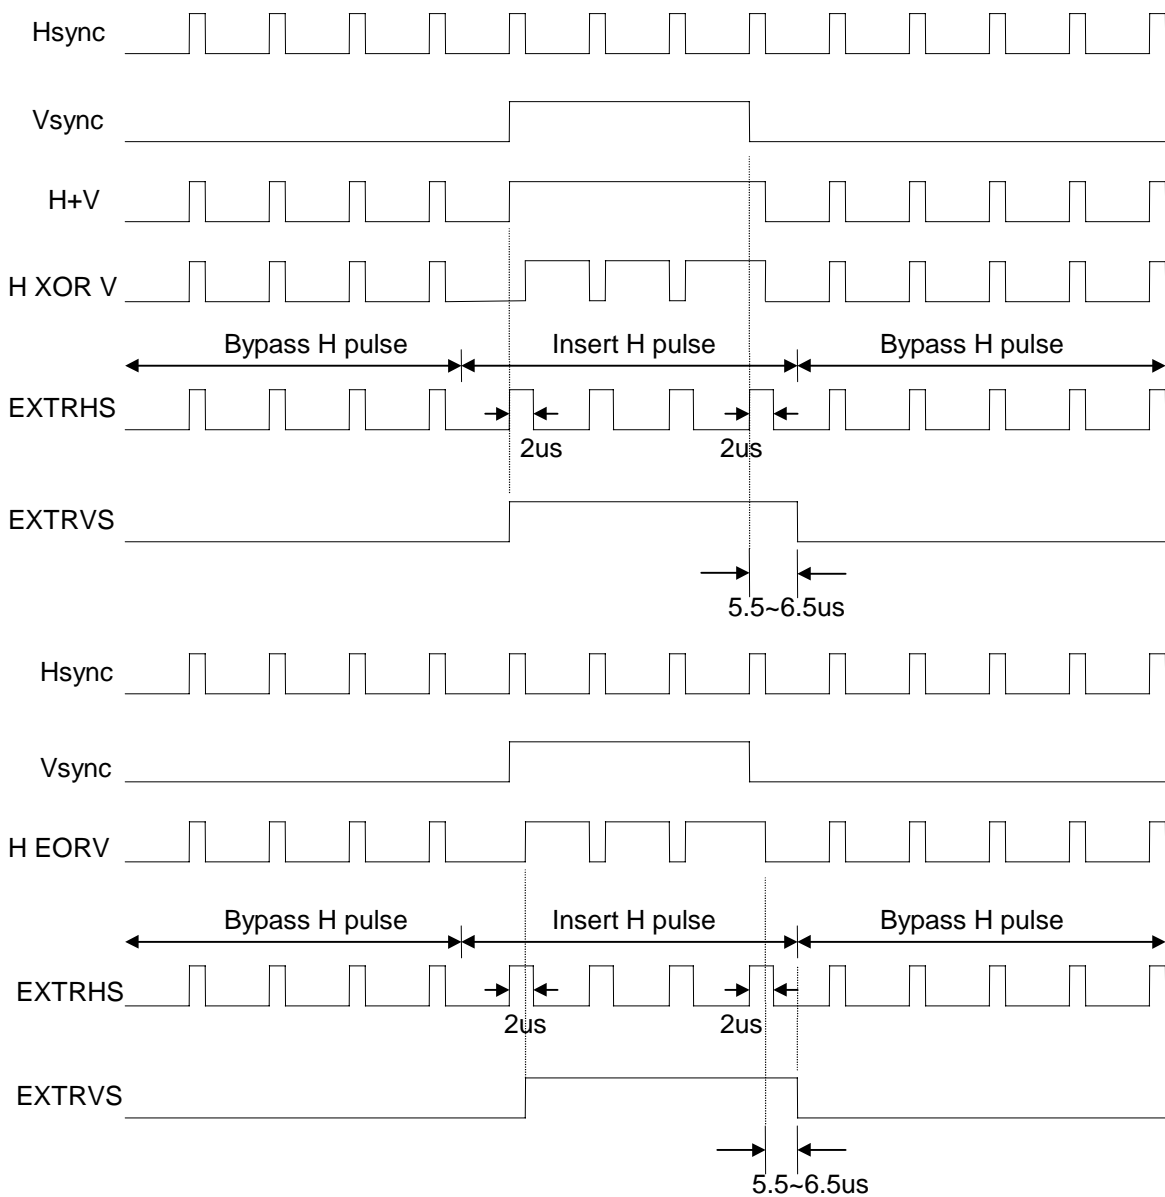 Hsync
Vsync
H+V
H XOR V
Bypass H pulse Insert H pulse Bypass H pulse
EXTRHS
2us 2us
EXTRVS
5.5~6.5us
Hsync
Vsync
H EORV
Bypass H pulse Insert H pulse Bypass H pulse
EXTRHS
2us 2us
EXTRVS
5.5~6.5us